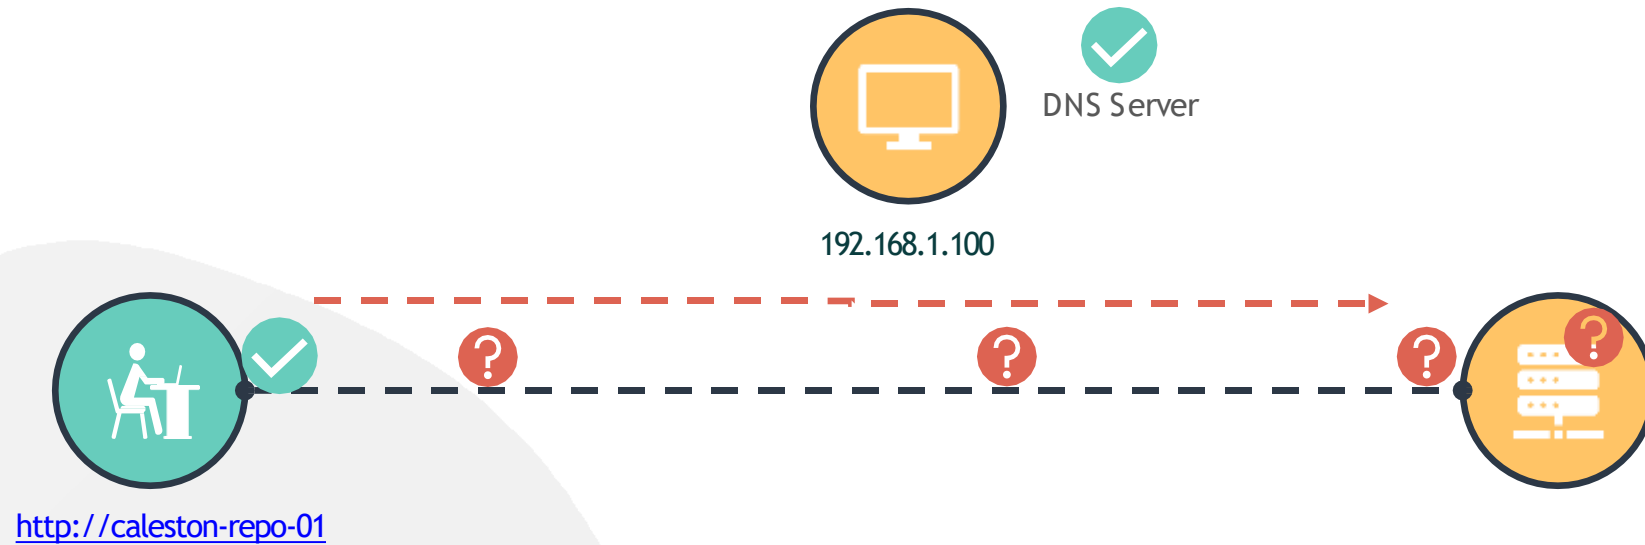 DNS Server
192.168.1.100
?
?
?
?
http://caleston-repo-01